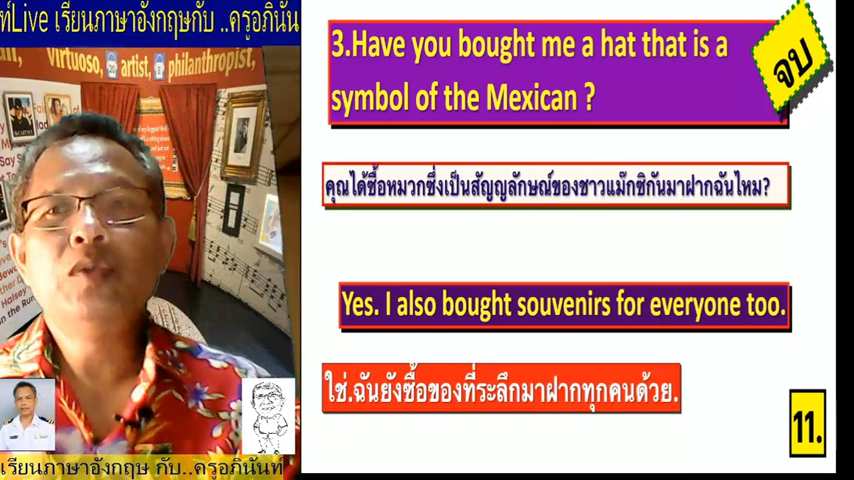 ท์Live เรียนภาษาอังกฤษกับ ..ครูอภินัน
Virtuoso, artist, philanthropist,
3.Have you bought me a hat that is a
symbol of the Mexican ?
จบ
คุณได้ซื้อหมวกซึ่งเป็นสัญญลักษณ์ของชาวแม๊กซิกันมาฝากฉันไหม?
Yes. I also bought souvenirs for everyone too.
ใช่.ฉันยังซื้อของที่ระลึกมาฝากทุกคนด้วย.
11.
เรียนภาษาอังกฤษ กับ..ครูอภินันท์